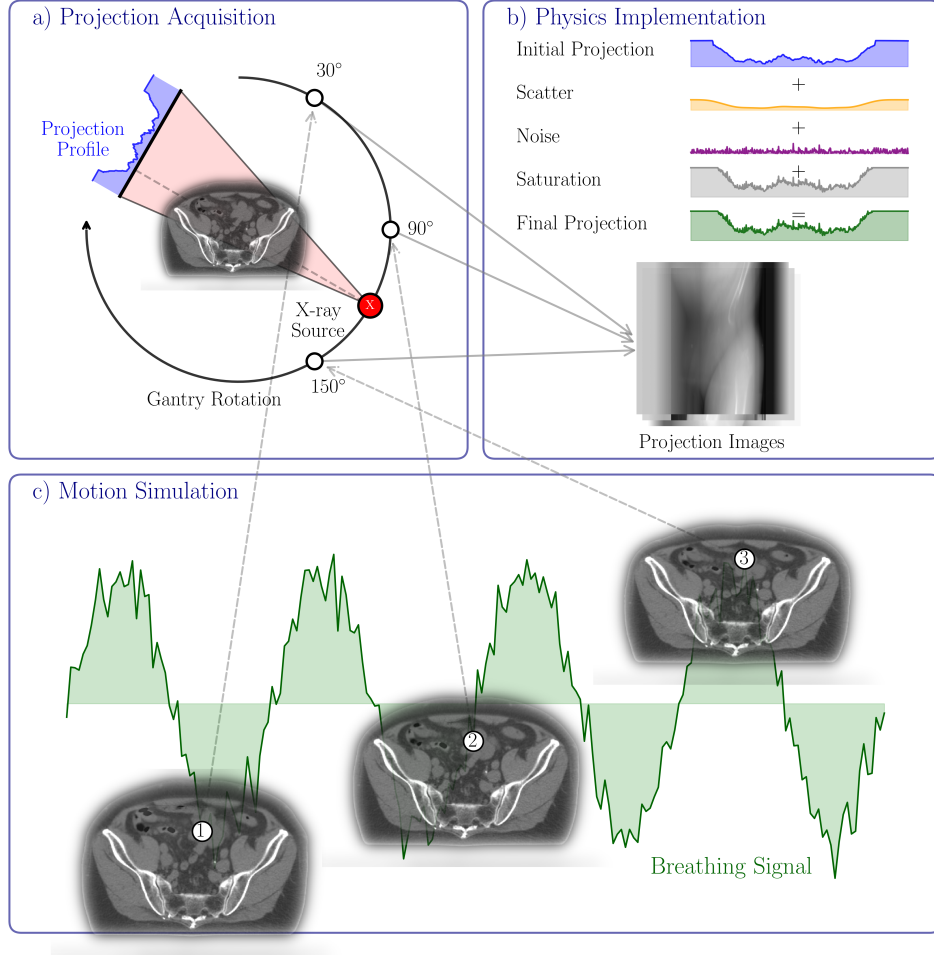 a) Projection Acquisition
30°
Projection
Profile
90°
X
X-ray
Source
150°
Gantry Rotation
b) Physics Implementation
Initial Projection
+
Scatter
+
Noise
+
Saturation
=
Final Projection
Projection Images
c) Motion Simulation
3
2
1
Breathing Signal